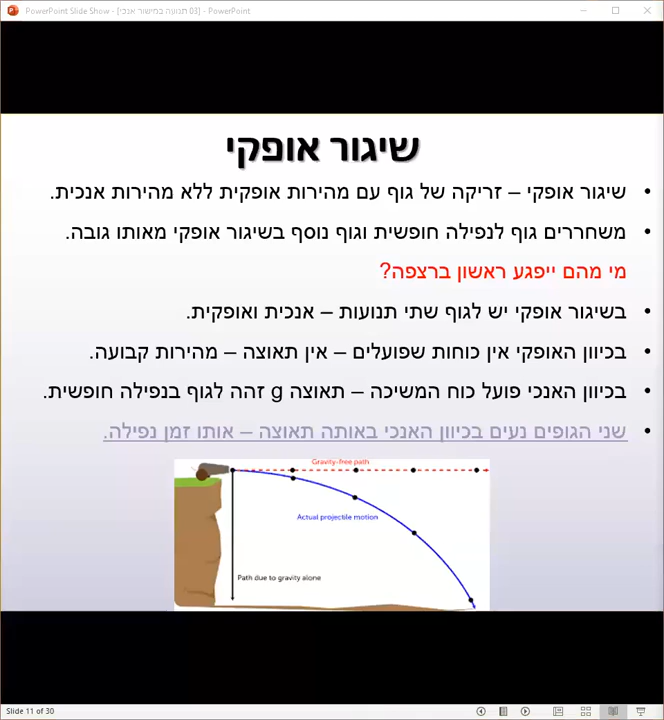 PowerPoint Slide Show - [03 תנועה במישור אנכי] - PowerPoint
שיגור אופקי
• שיגור אופקי – זריקה של גוף עם מהירות אופקית ללא מהירות אנכית.
• משחררים גוף לנפילה חופשית וגוף נוסף בשיגור אופקי מאותו גובה.
מי מהם ייפגע ראשון ברצפה?
• בשיגור אופקי יש לגוף שתי תנועות – אנכית ואופקית.
• בכיוון האופקי אין כוחות שפועלים – אין תאוצה – מהירות קבועה.
• בכיוון האנכי פועל כוח המשיכה – תאוצה g זהה לגוף בנפילה חופשית.
• שני הגופים נעים בכיוון האנכי באותה תאוצה – אותו זמן נפילה.
Gravity-free path
Actual projectile motion
Path due to gravity alone
Slide 11 of 30